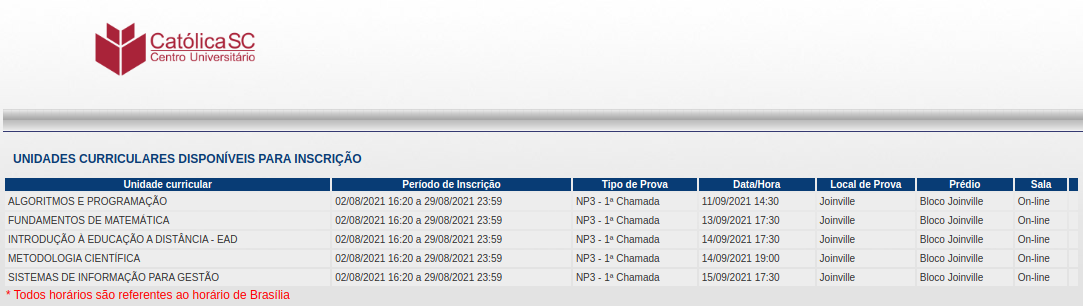 CatólicaSC
Centro Universitário
UNIDADES CURRICULARES DISPONÍVEIS PARA INSCRIÇÃO
Unidade curricular Período de Inscrição Tipo de Prova Data/Hora Local de Prova Prédio Sala
ALGORITMOS E PROGRAMAÇÃO 02/08/2021 16:20 a 29/08/2021 23:59 NP3 - 1ª Chamada 11/09/2021 14:30 Joinville Bloco Joinville On-line
FUNDAMENTOS DE MATEMÁTICA 02/08/2021 16:20 a 29/08/2021 23:59 NP3 - 1ª Chamada 13/09/2021 17:30 Joinville Bloco Joinville On-line
INTRODUÇÃO À EDUCAÇÃO A DISTÂNCIA - EAD 02/08/2021 16:20 a 29/08/2021 23:59 NP3 - 1ª Chamada 14/09/2021 17:30 Joinville Bloco Joinville On-line
METODOLOGIA CIENTÍFICA 02/08/2021 16:20 a 29/08/2021 23:59 NP3 - 1ª Chamada 14/09/2021 19:00 Joinville Bloco Joinville On-line
SISTEMAS DE INFORMAÇÃO PARA GESTÃO 02/08/2021 16:20 a 29/08/2021 23:59 NP3 - 1ª Chamada 15/09/2021 17:30 Joinville Bloco Joinville On-line
* Todos horários são referentes ao horário de Brasília